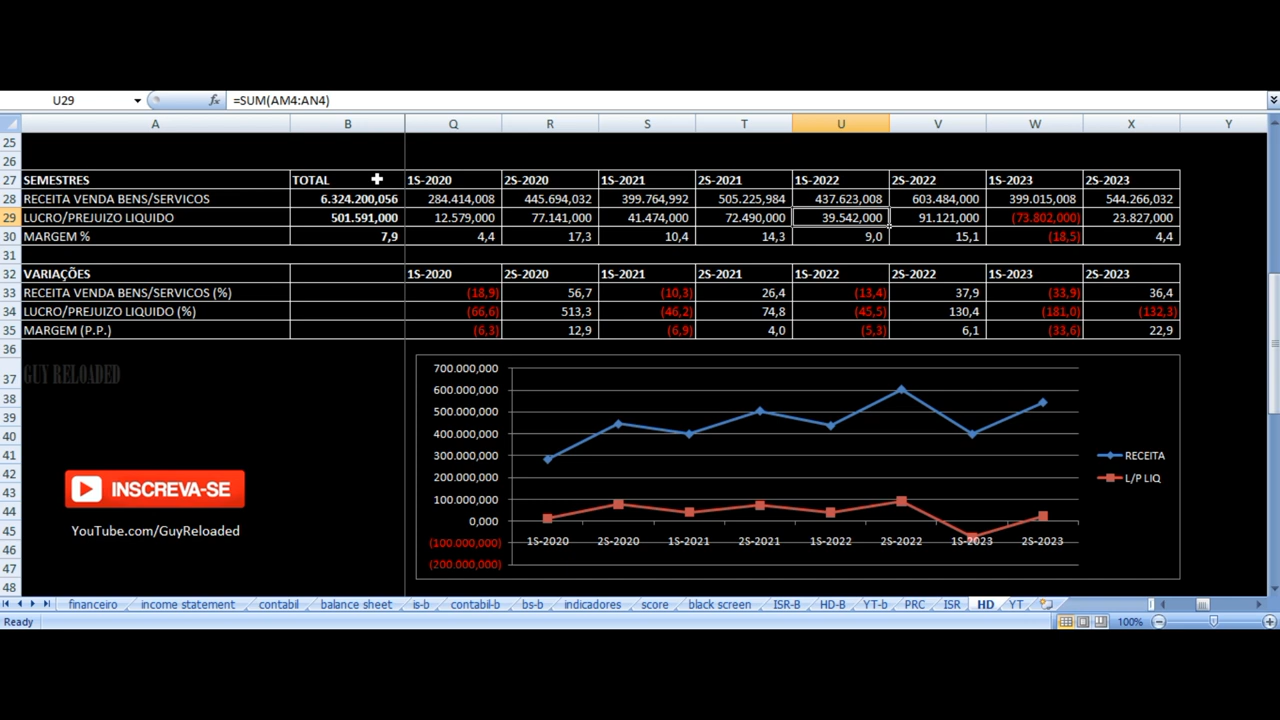 U29 fx =SUM(AM4:AN4)
A B Q R S T U V W X Y
25
26
27 SEMESTRES TOTAL 1S-2020 2S-2020 1S-2021 2S-2021 1S-2022 2S-2022 1S-2023 2S-2023
28 RECEITA VENDA BENS/SERVICOS 6.324.200,056 284.414,008 445.694,032 399.764,992 505.225,984 437.623,008 603.484,000 399.015,008 544.266,032
29 LUCRO/PREJUIZO LIQUIDO 501.591,000 12.579,000 77.141,000 41.474,000 72.490,000 39.542,000 91.121,000 (73.802,000) 23.827,000
30 MARGEM % 7,9 4,4 17,3 10,4 14,3 9,0 15,1 (18,5) 4,4
31
32 VARIAÇÕES 1S-2020 2S-2020 1S-2021 2S-2021 1S-2022 2S-2022 1S-2023 2S-2023
33 RECEITA VENDA BENS/SERVICOS (%) (18,9) 56,7 (10,3) 26,4 (13,4) 37,9 (33,9) 36,4
34 LUCRO/PREJUIZO LIQUIDO (%) (66,6) 513,3 (46,2) 74,8 (45,5) 130,4 (181,0) (132,3)
35 MARGEM (P.P.) (6,3) 12,9 (6,9) 4,0 (5,3) 6,1 (33,6) 22,9
36
37 GUY RELOADED
38
39
40
41
42
43
44
45
46
47
48
INSCREVA-SE
YouTube.com/GuyReloaded
700.000,000
600.000,000
500.000,000
400.000,000
300.000,000
200.000,000
100.000,000
0,000
(100.000,000)
(200.000,000)
1S-2020 2S-2020 1S-2021 2S-2021 1S-2022 2S-2022 1S-2023 2S-2023
RECEITA
L/P LIQ
financeiro income statement contabil balance sheet is-b contabil-b bs-b indicadores score black screen ISR-B HD-B YT-b PRC ISR HD YT
Ready 100%